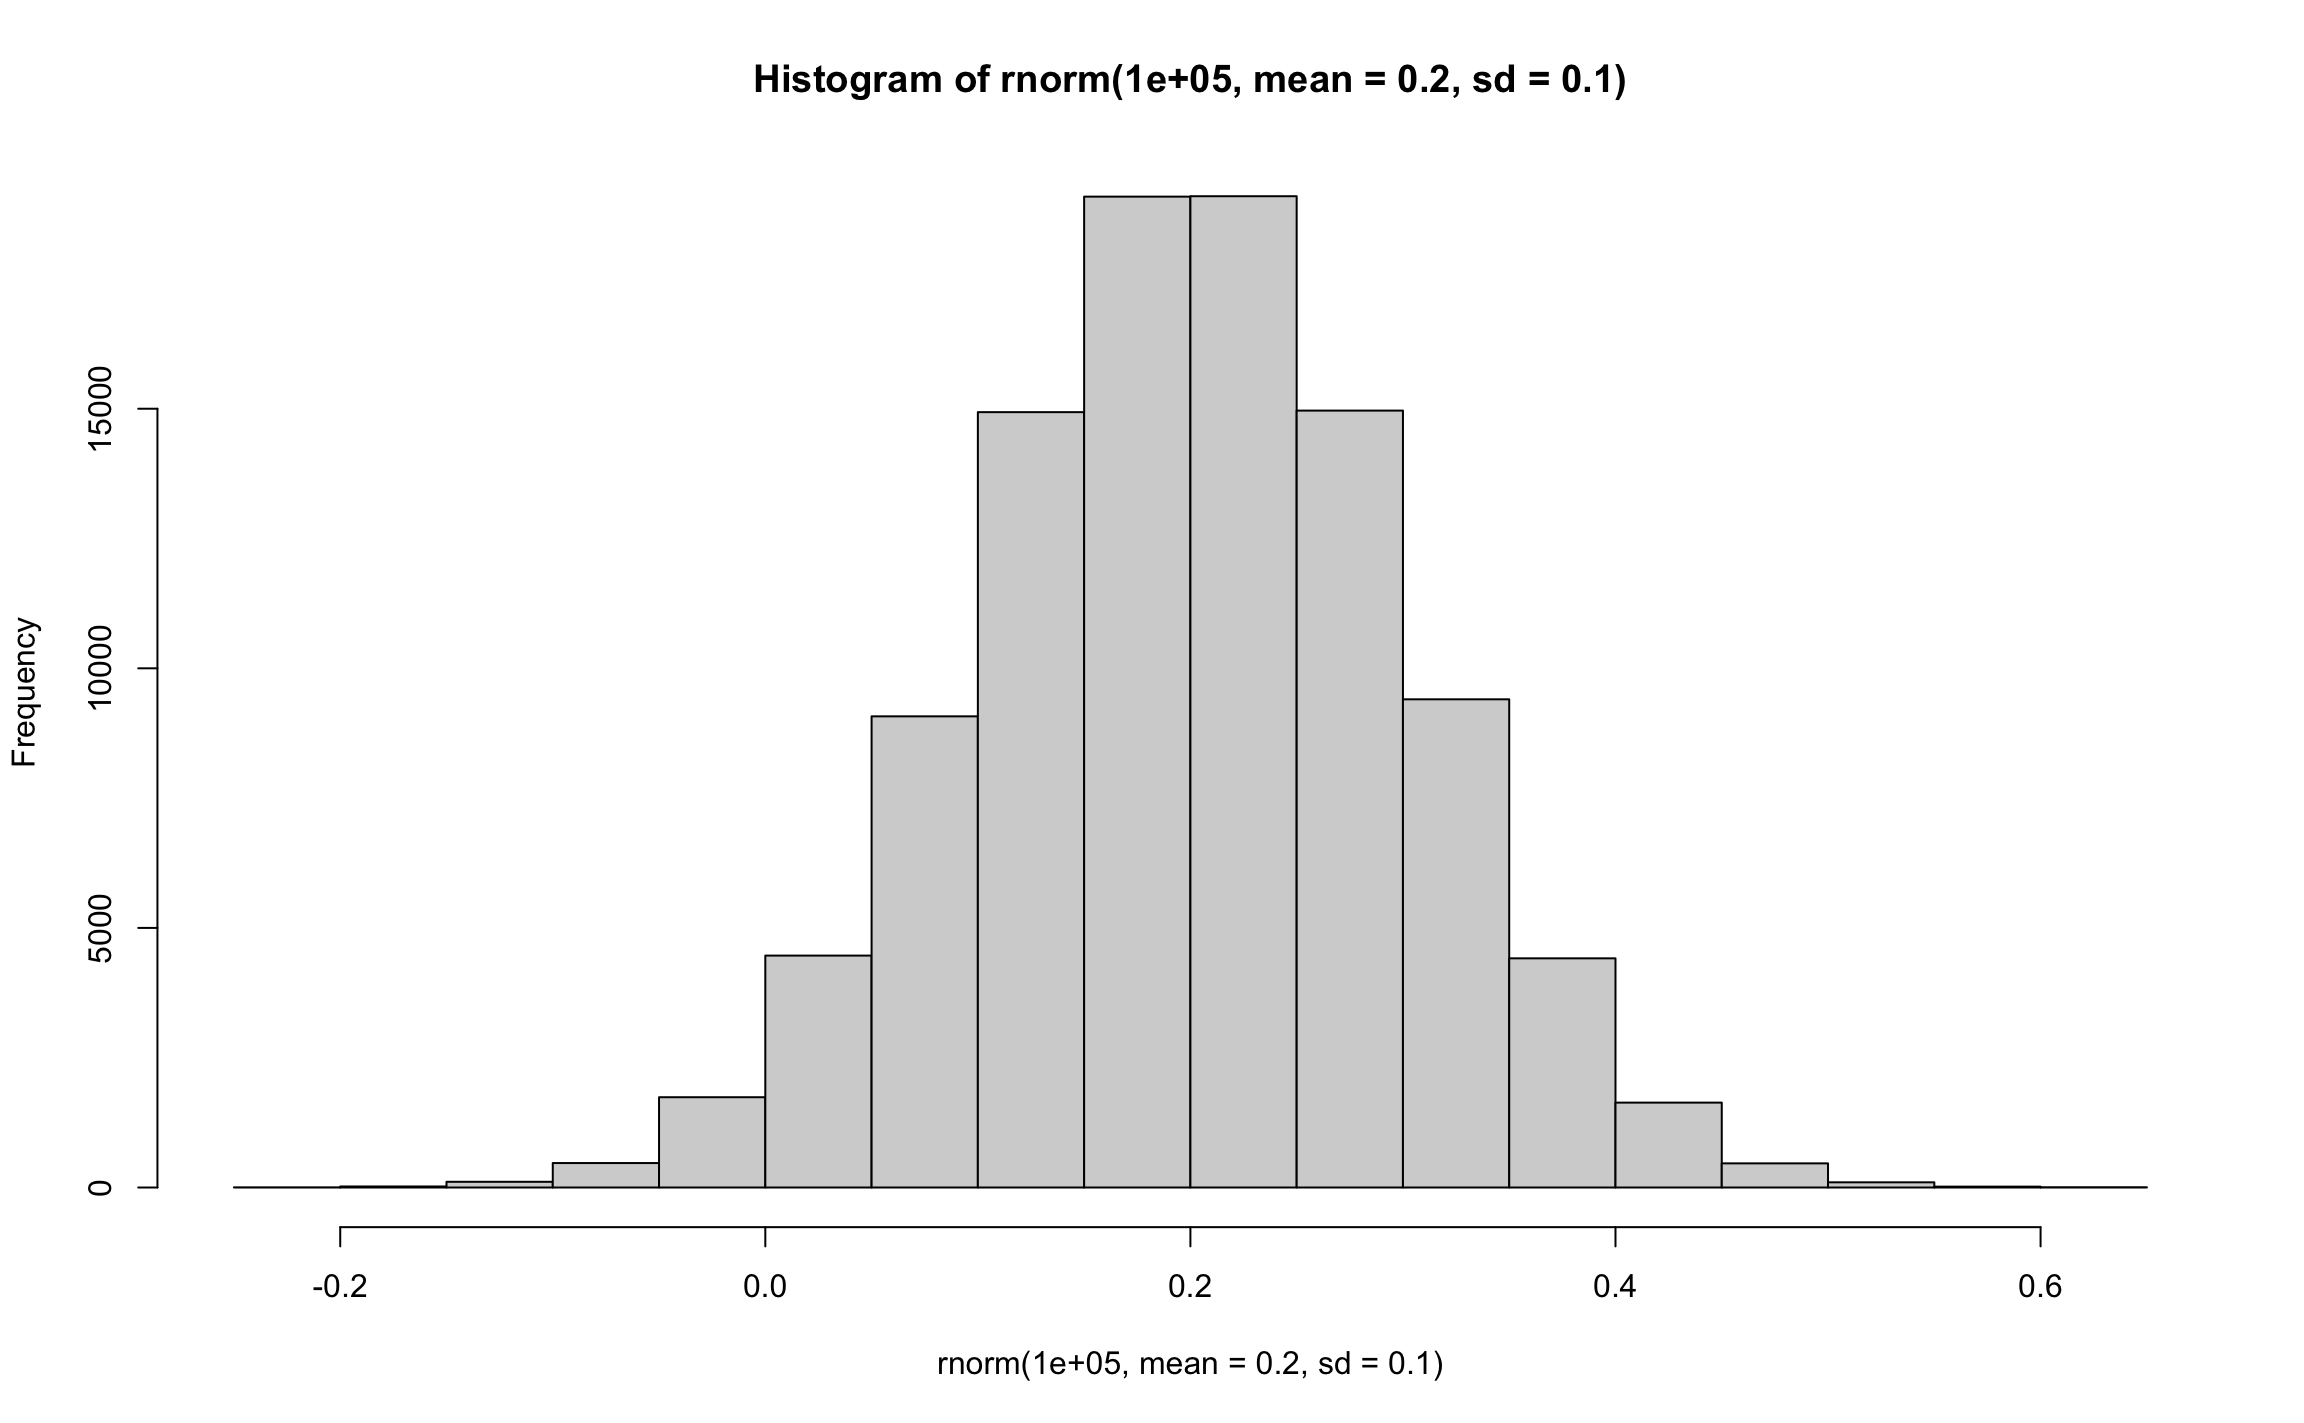 Histogram of rnorm(1e+05, mean = 0.2, sd = 0.1)
Frequency
15000
10000
5000
0
-0.2 0.0 0.2 0.4 0.6
rnorm(1e+05, mean = 0.2, sd = 0.1)